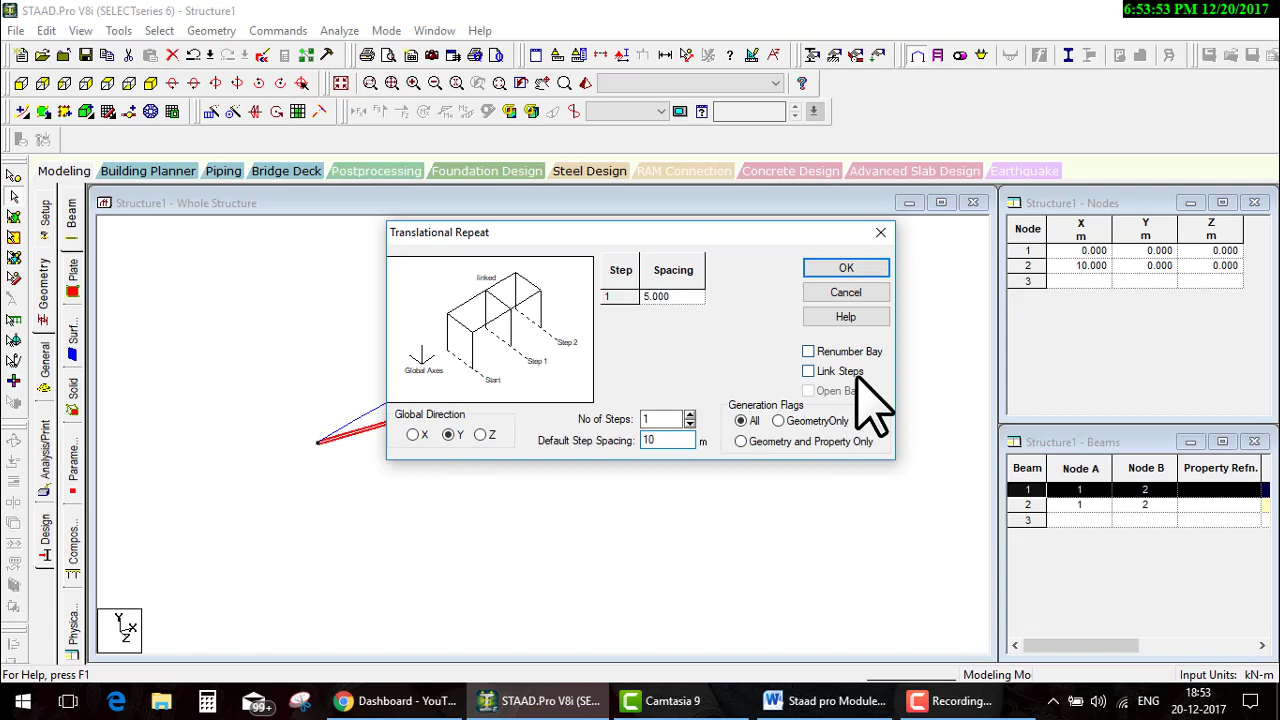 STAAD.Pro V8i (SELECTseries 6) - Structure1
6:53:53 PM 12/20/2017
File Edit View Tools Select Geometry Commands Analyze Mode Window Help
Modeling Building Planner Piping Bridge Deck Postprocessing Foundation Design Steel Design RAM Connection Concrete Design Advanced Slab Design Earthquake
Setup
Geometry
General
Analysis/Print
Design
Beam
Plate
Surf...
Solid
Parame...
Compos...
Physica...
Structure1 - Whole Structure
Translational Repeat
linked
Global Axes
Start
Step 1
Step 2
Step Spacing
1 5.000
OK
Cancel
Help
Renumber Bay
Link Steps
Global Direction
X Y Z
No of Steps: 1
Default Step Spacing: 10 m
Generation Flags
All GeometryOnly
Geometry and Property Only
Y
X
Z
Structure1 - Nodes
Node X m Y m Z m
1 0.000 0.000 0.000
2 10.000 0.000 0.000
3
Structure1 - Beams
Beam Node A Node B Property Refn.
1 1 2
2 1 2
3
For Help, press F1
Modeling Mo
Input Units: kN-m
99+
Dashboard - YouT...
STAAD.Pro V8i (SE...
Camtasia 9
Staad pro Module...
Recording...
ENG
18:53
20-12-2017